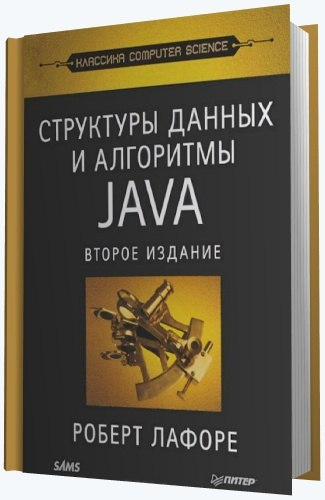 КЛАССИКА COMPUTER SCIENCE
СТРУКТУРЫ ДАННЫХ
И АЛГОРИТМЫ
JAVA
ВТОРОЕ ИЗДАНИЕ
РОБЕРТ ЛАФОРЕ
SAMS
ПИТЕР